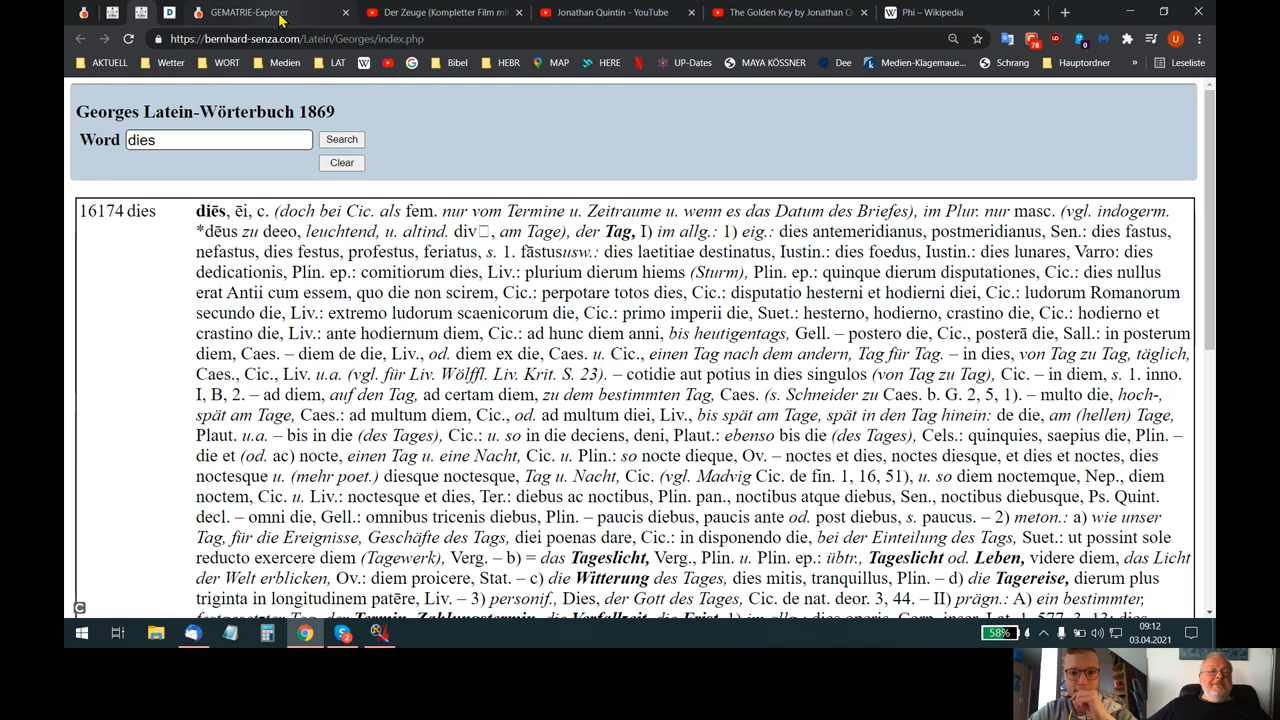 GEMATRIE-Explorer
Der Zeuge (Kompletter Film mi
Jonathan Quintin - YouTube
The Golden Key by Jonathan Q
Phi – Wikipedia
https://bernhard-senza.com/Latein/Georges/index.php
AKTUELL Wetter WORT Medien LAT Bibel HEBR MAP HERE UP-Dates MAYA KÖSSNER Dee Medien-Klagemaue... Schrang Hauptordner » Leseliste
Georges Latein-Wörterbuch 1869
Word dies Search
Clear
16174 dies diēs, ēi, c. (doch bei Cic. als fem. nur vom Termine u. Zeitraume u. wenn es das Datum des Briefes), im Plur. nur masc. (vgl. indogerm.
*dēus zu deeo, leuchtend, u. altind. div□, am Tage), der Tag, I) im allg.: 1) eig.: dies antemeridianus, postmeridianus, Sen.: dies fastus,
nefastus, dies festus, profestus, feriatus, s. 1. fāstususw.: dies laetitiae destinatus, Iustin.: dies foedus, Iustin.: dies lunares, Varro: dies
dedicationis, Plin. ep.: comitiorum dies, Liv.: plurium dierum hiems (Sturm), Plin. ep.: quinque dierum disputationes, Cic.: dies nullus
erat Antii cum essem, quo die non scirem, Cic.: perpotare totos dies, Cic.: disputatio hesterni et hodierni diei, Cic.: ludorum Romanorum
secundo die, Liv.: extremo ludorum scaenicorum die, Cic.: primo imperii die, Suet.: hesterno, hodierno, crastino die, Cic.: hodierno et
crastino die, Liv.: ante hodiernum diem, Cic.: ad hunc diem anni, bis heutigentags, Gell. – postero die, Cic., posterā die, Sall.: in posterum
diem, Caes. – diem de die, Liv., od. diem ex die, Caes. u. Cic., einen Tag nach dem andern, Tag für Tag. – in dies, von Tag zu Tag, täglich,
Caes., Cic., Liv. u.a. (vgl. für Liv. Wölffl. Liv. Krit. S. 23). – cotidie aut potius in dies singulos (von Tag zu Tag), Cic. – in diem, s. 1. inno.
I, B, 2. – ad diem, auf den Tag, ad certam diem, zu dem bestimmten Tag, Caes. (s. Schneider zu Caes. b. G. 2, 5, 1). – multo die, hoch-,
spät am Tage, Caes.: ad multum diem, Cic., od. ad multum diei, Liv., bis spät am Tage, spät in den Tag hinein: de die, am (hellen) Tage,
Plaut. u.a. – bis in die (des Tages), Cic.: u. so in die deciens, deni, Plaut.: ebenso bis die (des Tages), Cels.: quinquies, saepius die, Plin. –
die et (od. ac) nocte, einen Tag u. eine Nacht, Cic. u. Plin.: so nocte dieque, Ov. – noctes et dies, noctes diesque, et dies et noctes, dies
noctesque u. (mehr poet.) diesque noctesque, Tag u. Nacht, Cic. (vgl. Madvig Cic. de fin. 1, 16, 51), u. so diem noctemque, Nep., diem
noctem, Cic. u. Liv.: noctesque et dies, Ter.: diebus ac noctibus, Plin. pan., noctibus atque diebus, Sen., noctibus diebusque, Ps. Quint.
decl. – omni die, Gell.: omnibus tricenis diebus, Plin. – paucis diebus, paucis ante od. post diebus, s. paucus. – 2) meton.: a) wie unser
Tag, für die Ereignisse, Geschäfte des Tags, diei poenas dare, Cic.: in disponendo die, bei der Einteilung des Tages, Suet.: ut possint sole
reducto exercere diem (Tagewerk), Verg. – b) = das Tageslicht, Verg., Plin. u. Plin. ep.: übtr., Tageslicht od. Leben, videre diem, das Licht
der Welt erblicken, Ov.: diem proicere, Stat. – c) die Witterung des Tages, dies mitis, tranquillus, Plin. – d) die Tagereise, dierum plus
triginta in longitudinem patēre, Liv. – 3) personif., Dies, der Gott des Tages, Cic. de nat. deor. 3, 44. – II) prägn.: A) ein bestimmter,
58% 09:12
03.04.2021